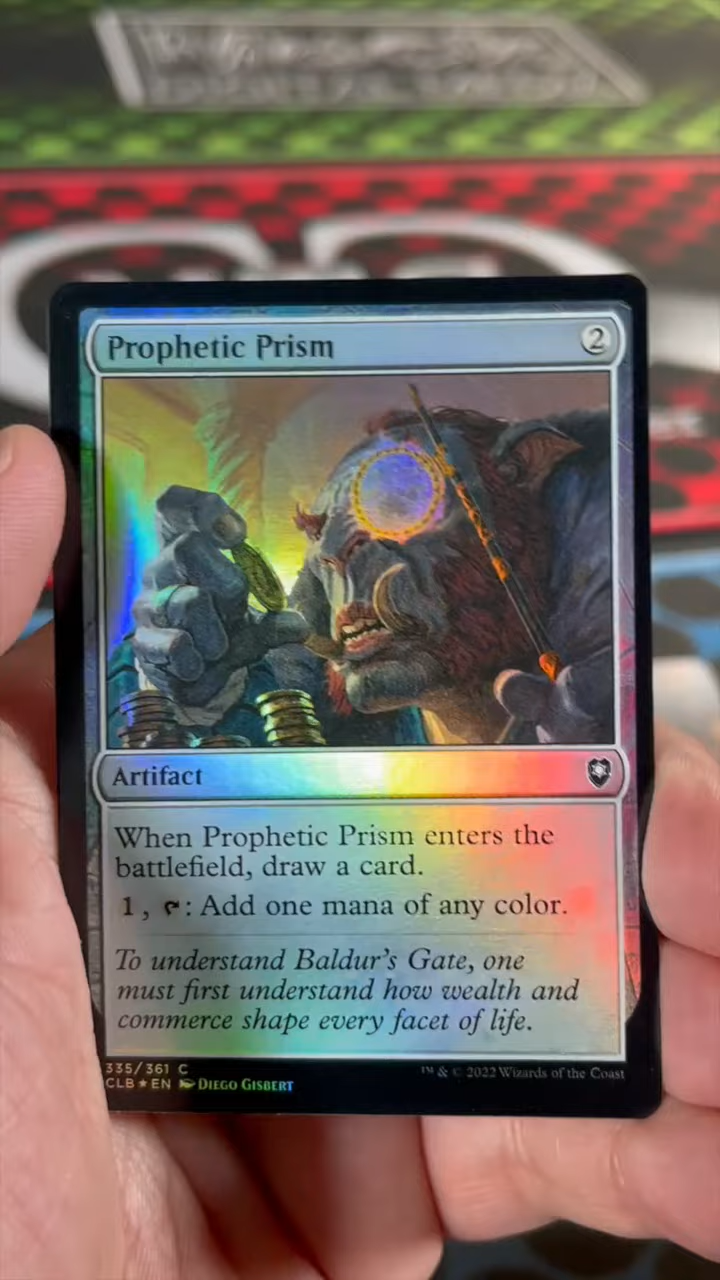 Prophetic Prism
2
Artifact
When Prophetic Prism enters the
battlefield, draw a card.
1, : Add one mana of any color.
To understand Baldur's Gate, one
must first understand how wealth and
commerce shape every facet of life.
335/361 C
CLB★EN DIEGO GISBERT
™ & © 2022 Wizards of the Coast